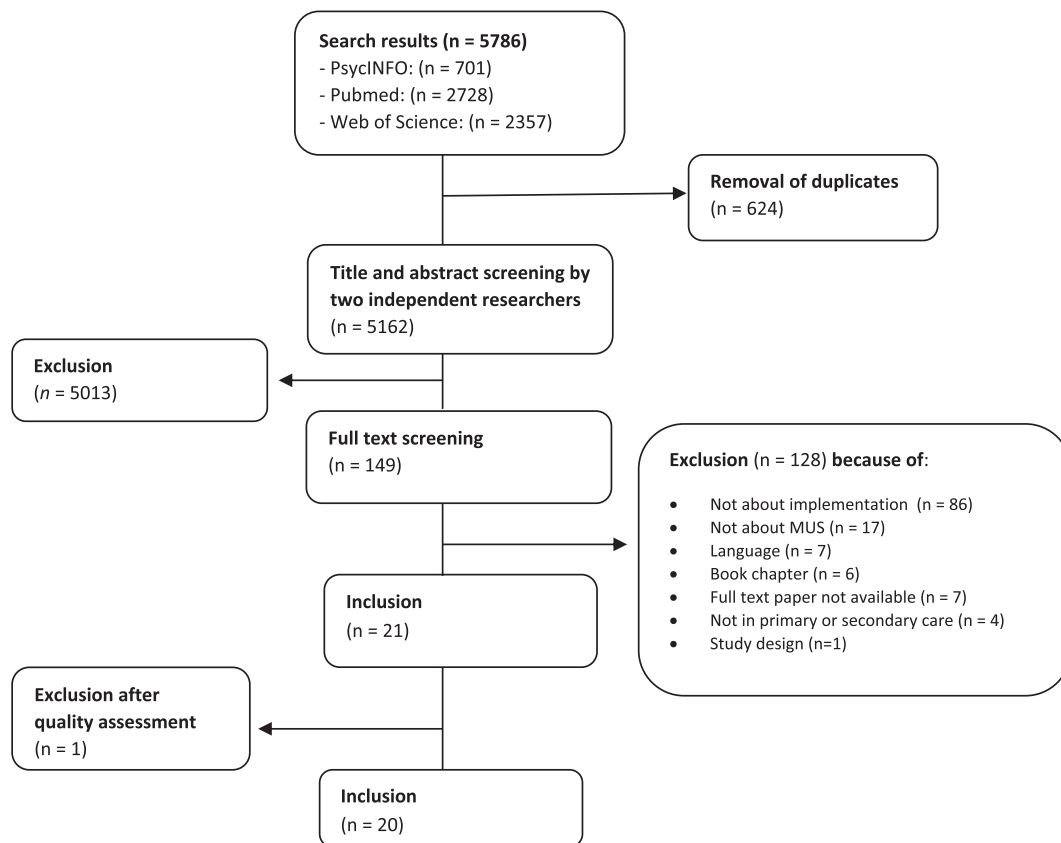 Search results (n = 5786)
- PsycINFO: (n = 701)
- Pubmed: (n = 2728)
- Web of Science: (n = 2357)
Removal of duplicates
(n = 624)
Title and abstract screening by
two independent researchers
(n = 5162)
Exclusion
(n = 5013)
Full text screening
(n = 149)
Exclusion (n = 128) because of:
• Not about implementation (n = 86)
• Not about MUS (n = 17)
• Language (n = 7)
• Book chapter (n = 6)
• Full text paper not available (n = 7)
• Not in primary or secondary care (n = 4)
• Study design (n=1)
Inclusion
(n = 21)
Exclusion after
quality assessment
(n = 1)
Inclusion
(n = 20)